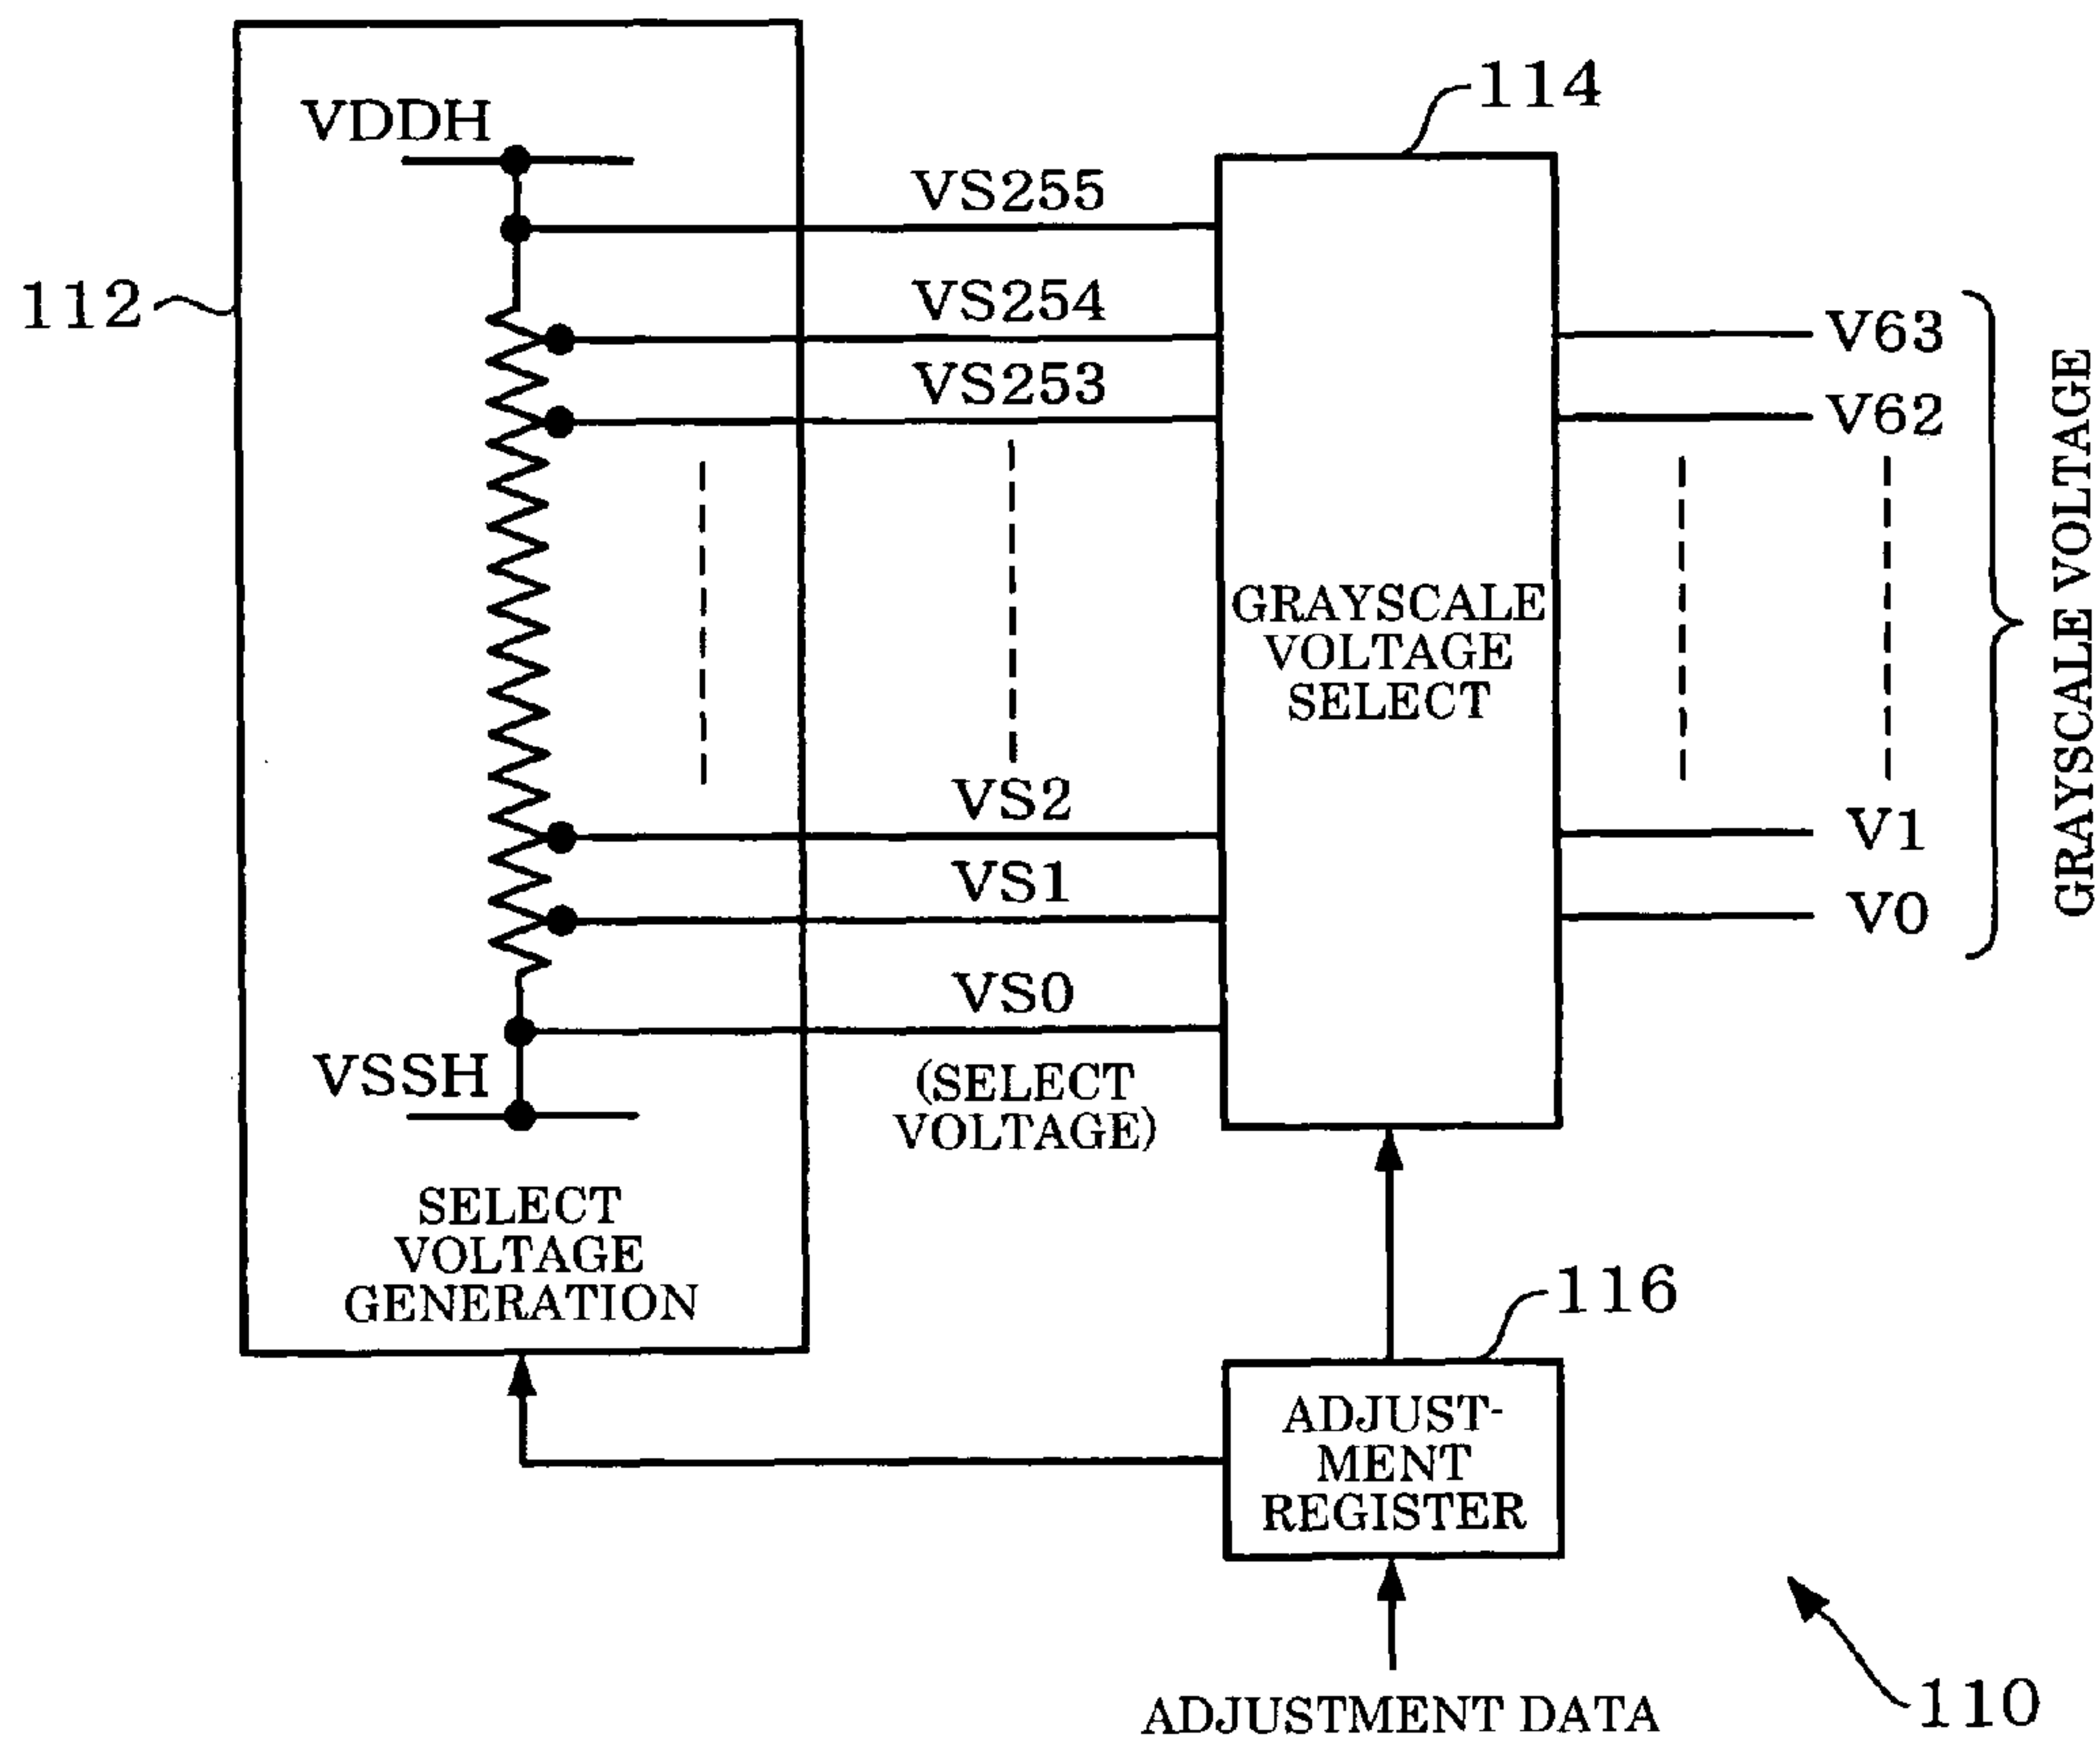 114
VDDH
VS255
112
VS254
V63
VS253
V62
GRAYSCALE VOLTAGE
GRAYSCALE
VOLTAGE
SELECT
VS2
V1
VS1
V0
VS0
VSSH
(SELECT
VOLTAGE)
SELECT
VOLTAGE
GENERATION
116
ADJUST-
MENT
REGISTER
ADJUSTMENT DATA
110